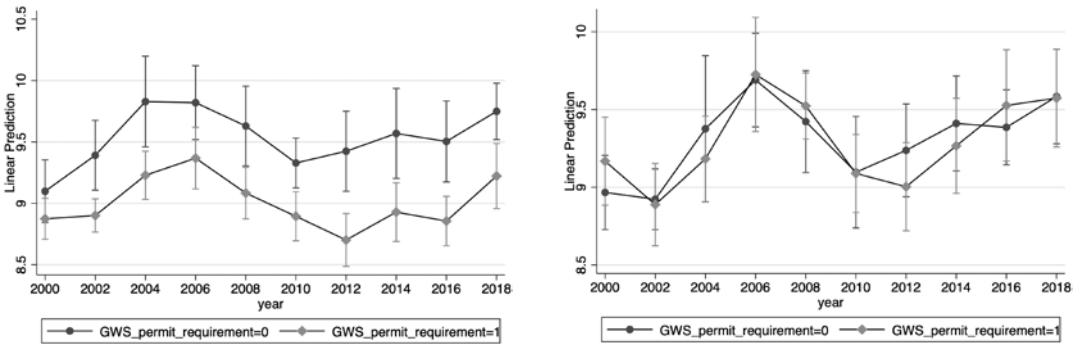 10.5
10
9.5
9
8.5
Linear Prediction
2000 2002 2004 2006 2008 2010 2012 2014 2016 2018
year
GWS_permit_requirement=0 GWS_permit_requirement=1
10
9.5
9
8.5
Linear Prediction
2000 2002 2004 2006 2008 2010 2012 2014 2016 2018
year
GWS_permit_requirement=0 GWS_permit_requirement=1